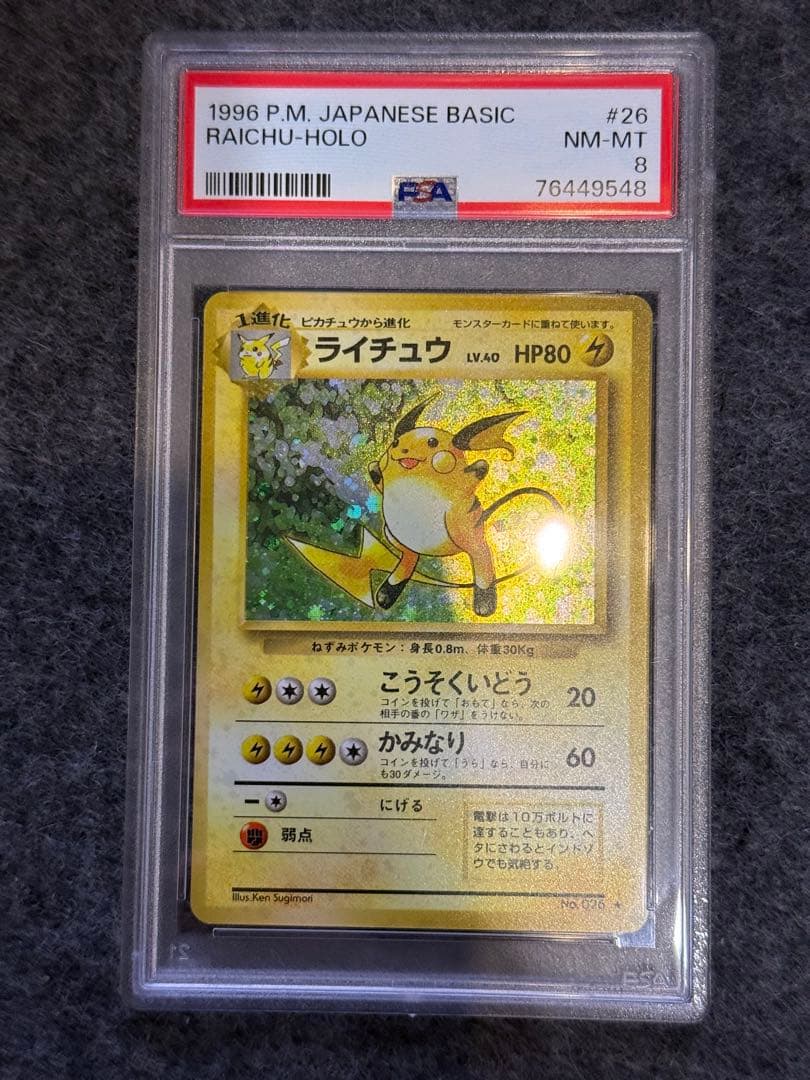 1996 P.M. JAPANESE BASIC #26
RAICHU-HOLO NM-MT
8
PSA 76449548
1進化 ピカチュウから進化 モンスターカードに重ねて使います。
ライチュウ LV.40 HP80
ねずみポケモン：身長0.8m、体重30Kg
こうそくいどう 20
コインを投げて「おもて」なら、次の
相手の番の「ワザ」をうけない。
かみなり 60
コインを投げて「うら」なら、自分に
も30ダメージ。
にげる
弱点
電撃は10万ボルトに
達することもあり、ヘ
タにさわるとインドゾ
ウでも気絶する。
Illus.Ken Sugimori No.026 ★
PSA